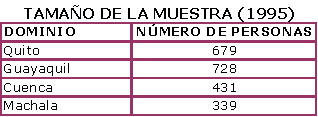 TAMAÑO DE LA MUESTRA (1995)
DOMINIO NÚMERO DE PERSONAS
Quito 679
Guayaquil 728
Cuenca 431
Machala 339